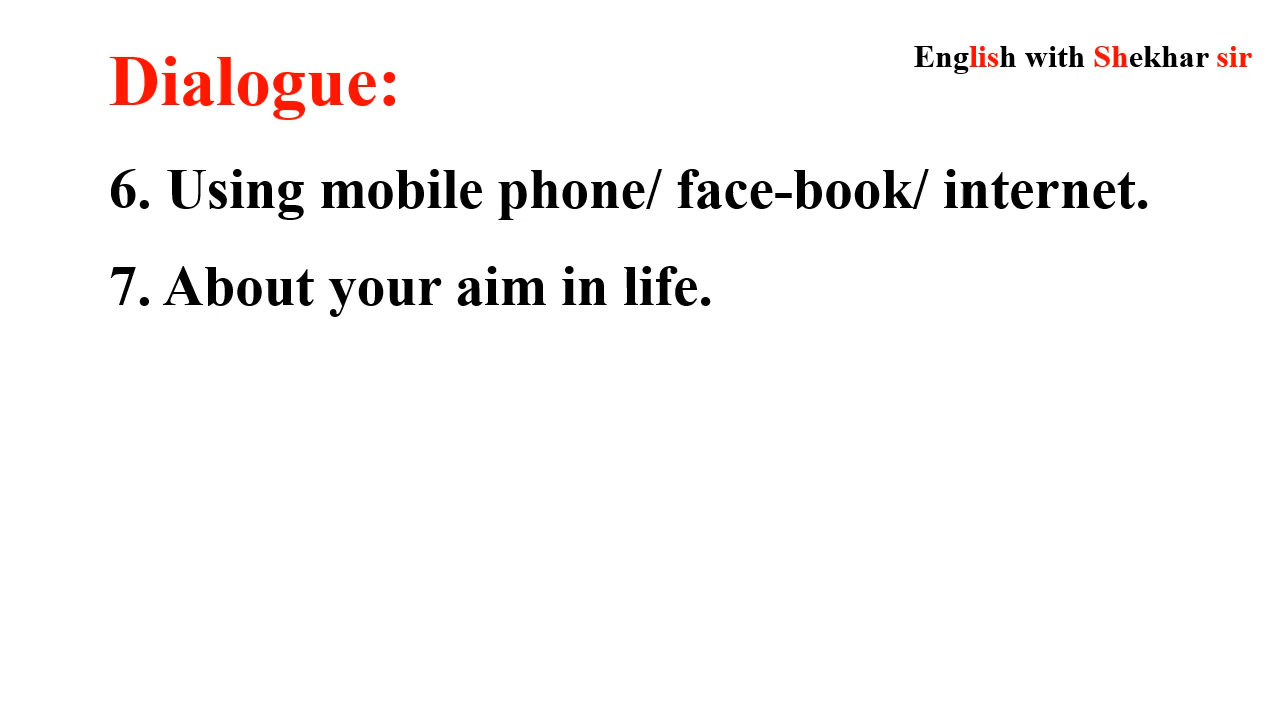 Dialogue:
English with Shekhar sir
6. Using mobile phone/ face-book/ internet.
7. About your aim in life.